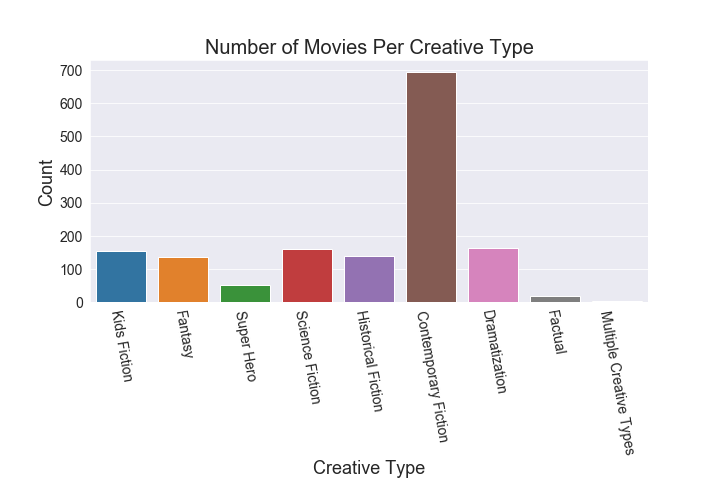 Number of Movies Per Creative Type
Count
700
600
500
400
300
200
100
0
Kids Fiction
Fantasy
Super Hero
Science Fiction
Historical Fiction
Contemporary Fiction
Dramatization
Factual
Multiple Creative Types
Creative Type